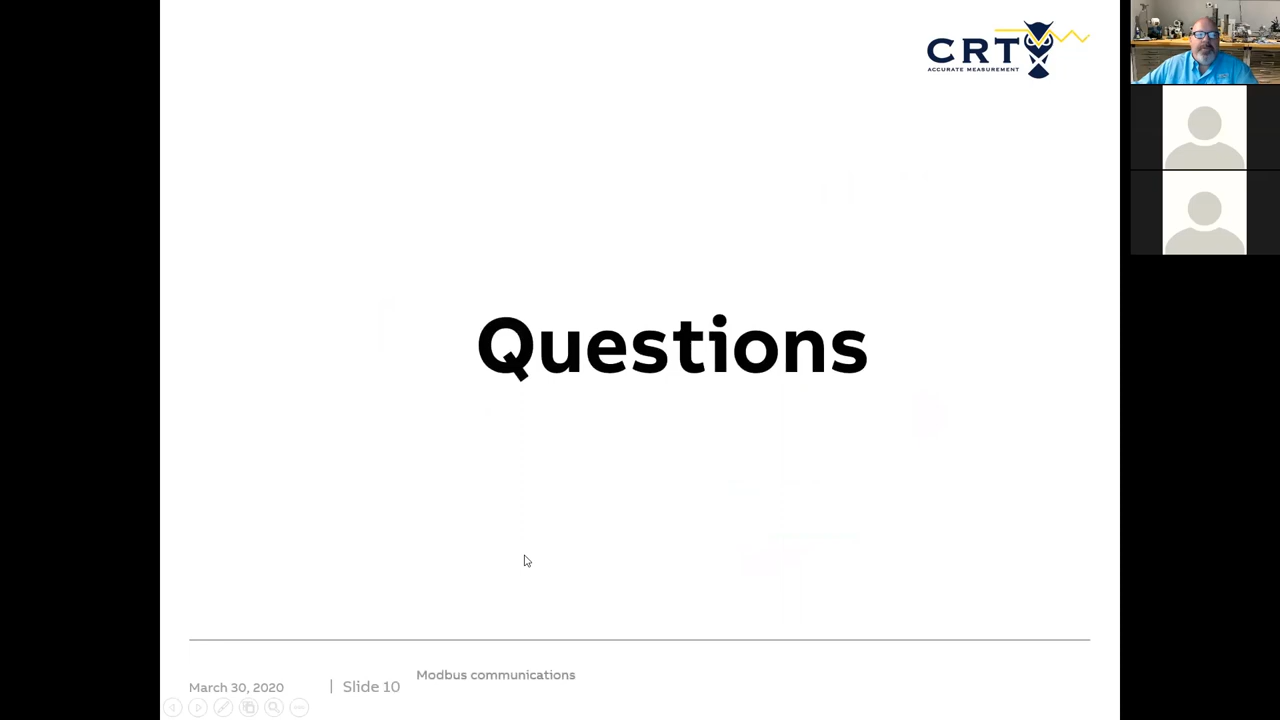 CRT
ACCURATE MEASUREMENT
Questions
Modbus communications
March 30, 2020 | Slide 10